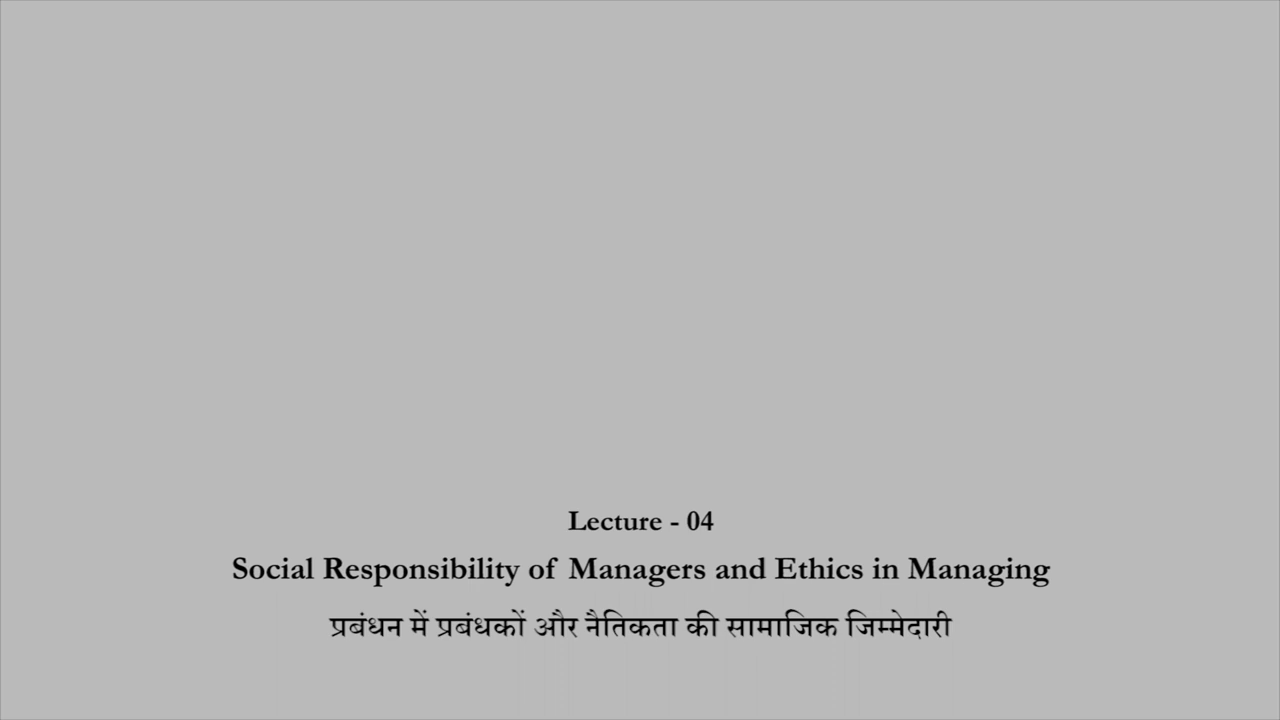 Lecture - 04
Social Responsibility of Managers and Ethics in Managing
प्रबंधन में प्रबंधकों और नैतिकता की सामाजिक जिम्मेदारी